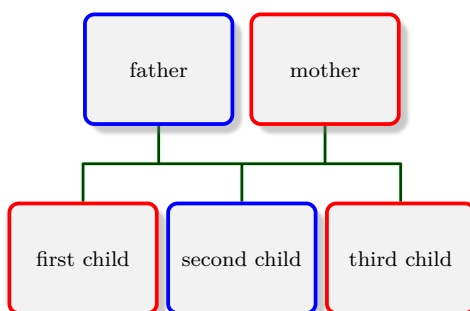 father
mother
first child
second child
third child